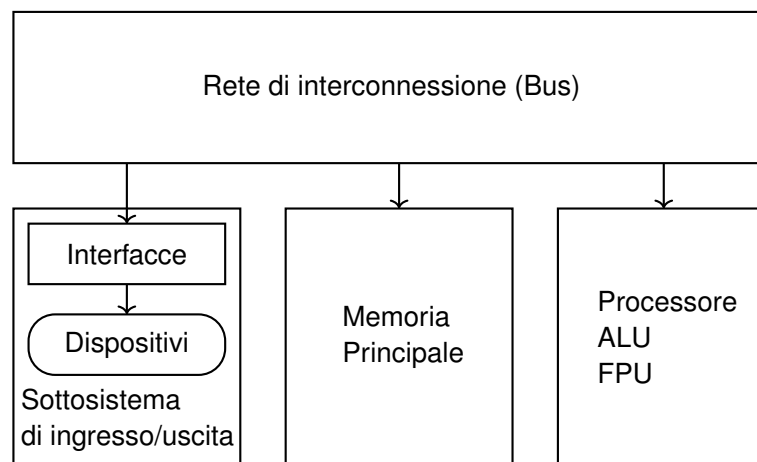 Rete di interconnessione (Bus)
Interfacce
Dispositivi
Sottosistema
di ingresso/uscita
Memoria
Principale
Processore
ALU
FPU